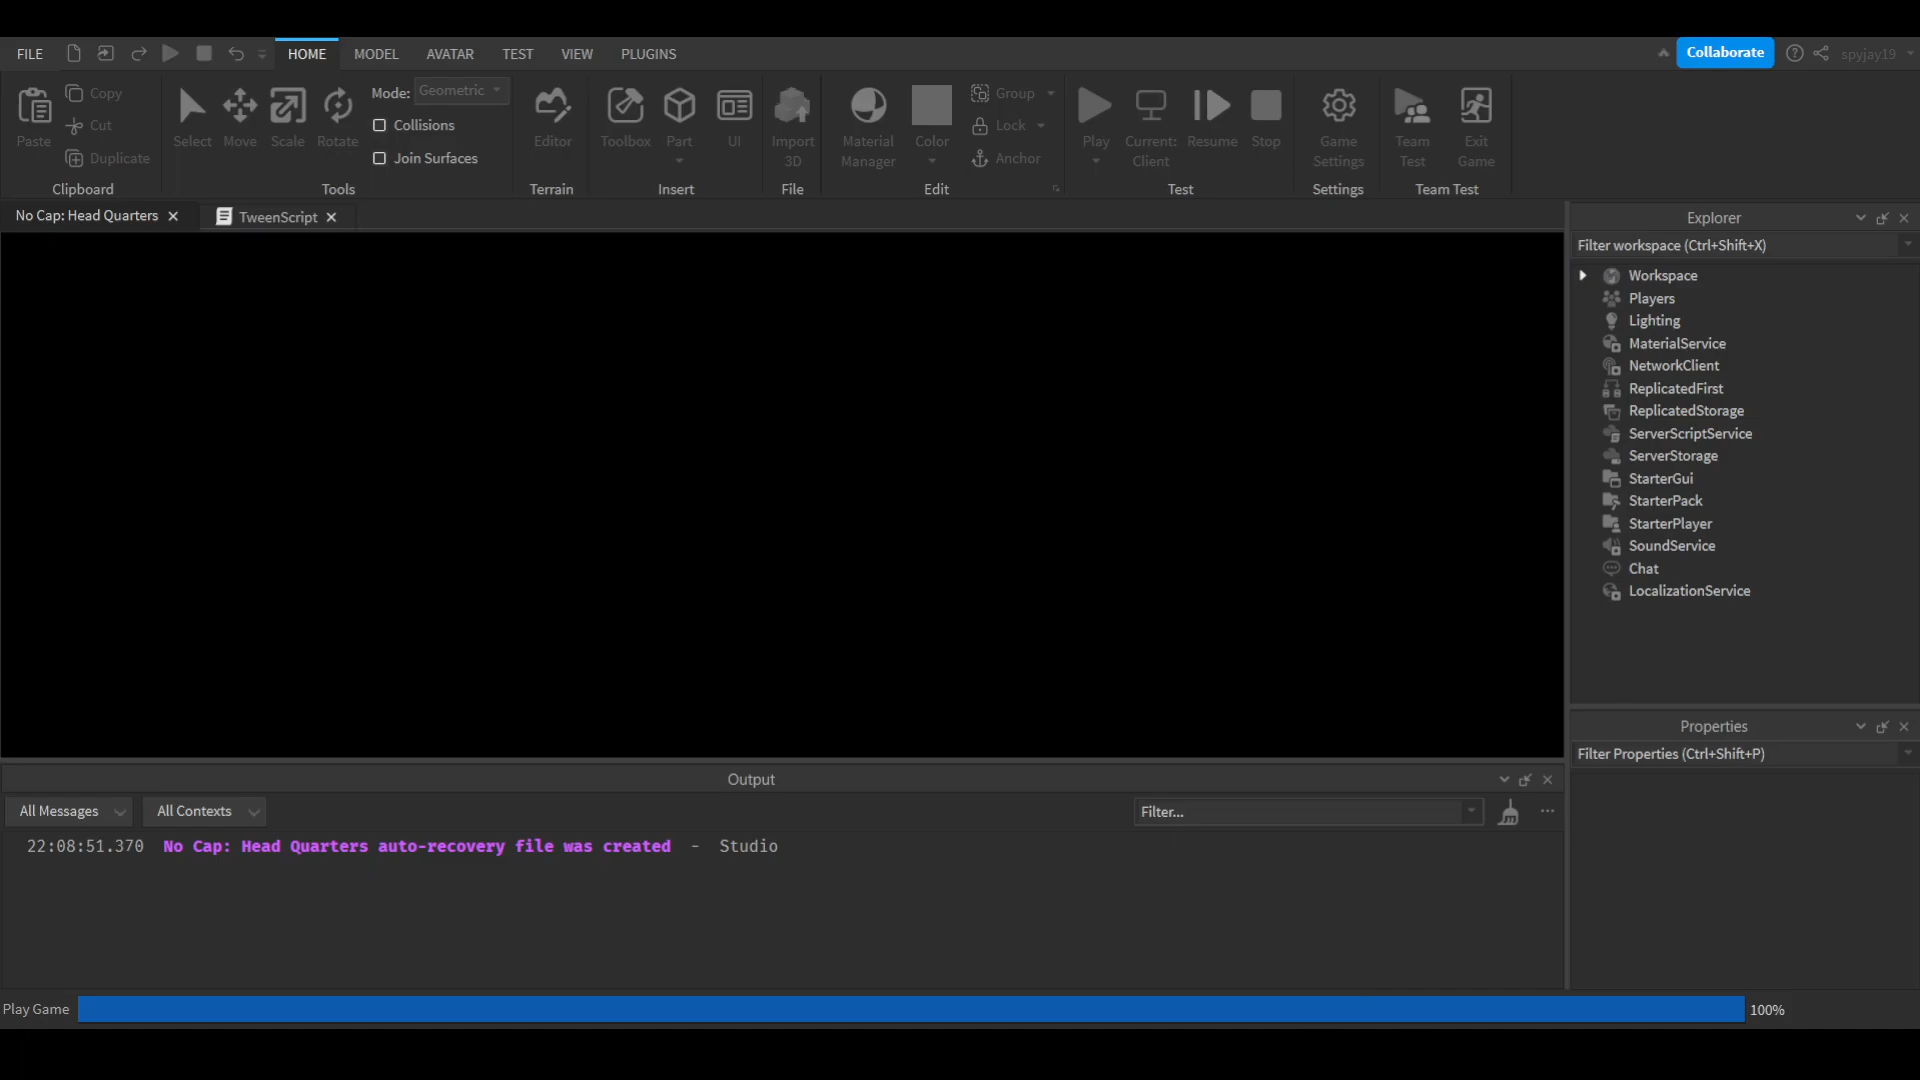 FILE HOME MODEL AVATAR TEST VIEW PLUGINS Collaborate spyjay19
Paste Copy Cut Duplicate
Clipboard
Select Move Scale Rotate
Mode: Geometric
Collisions
Join Surfaces
Tools
Editor
Terrain
Toolbox Part UI
Insert
Import 3D
File
Material Manager Color Group Lock Anchor
Edit
Play Current: Client Resume Stop
Test
Game Settings
Settings
Team Test Exit Game
Team Test
No Cap: Head Quarters TweenScript
Explorer
Filter workspace (Ctrl+Shift+X)
Workspace
Players
Lighting
MaterialService
NetworkClient
ReplicatedFirst
ReplicatedStorage
ServerScriptService
ServerStorage
StarterGui
StarterPack
StarterPlayer
SoundService
Chat
LocalizationService
Properties
Filter Properties (Ctrl+Shift+P)
Output
All Messages All Contexts Filter...
22:08:51.370 No Cap: Head Quarters auto-recovery file was created - Studio
Play Game 100%